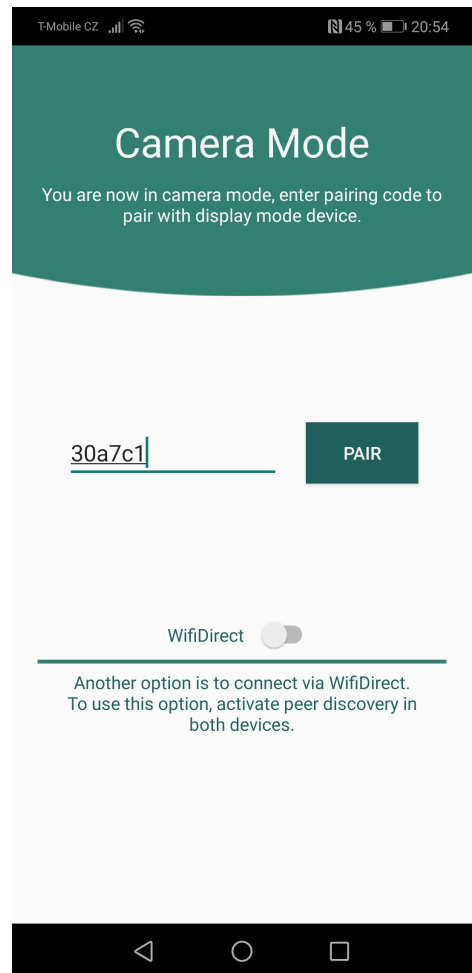 T-Mobile CZ 45 % 20:54
Camera Mode
You are now in camera mode, enter pairing code to
pair with display mode device.
30a7c1 PAIR
WifiDirect
Another option is to connect via WifiDirect.
To use this option, activate peer discovery in
both devices.